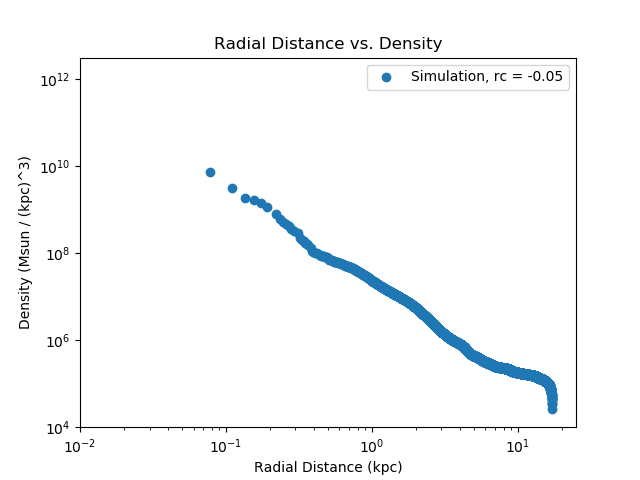 Radial Distance vs. Density
Simulation, rc = -0.05
Density (Msun / (kpc)^3)
10^12
10^10
10^8
10^6
10^4
10^-2
10^-1
10^0
10^1
Radial Distance (kpc)